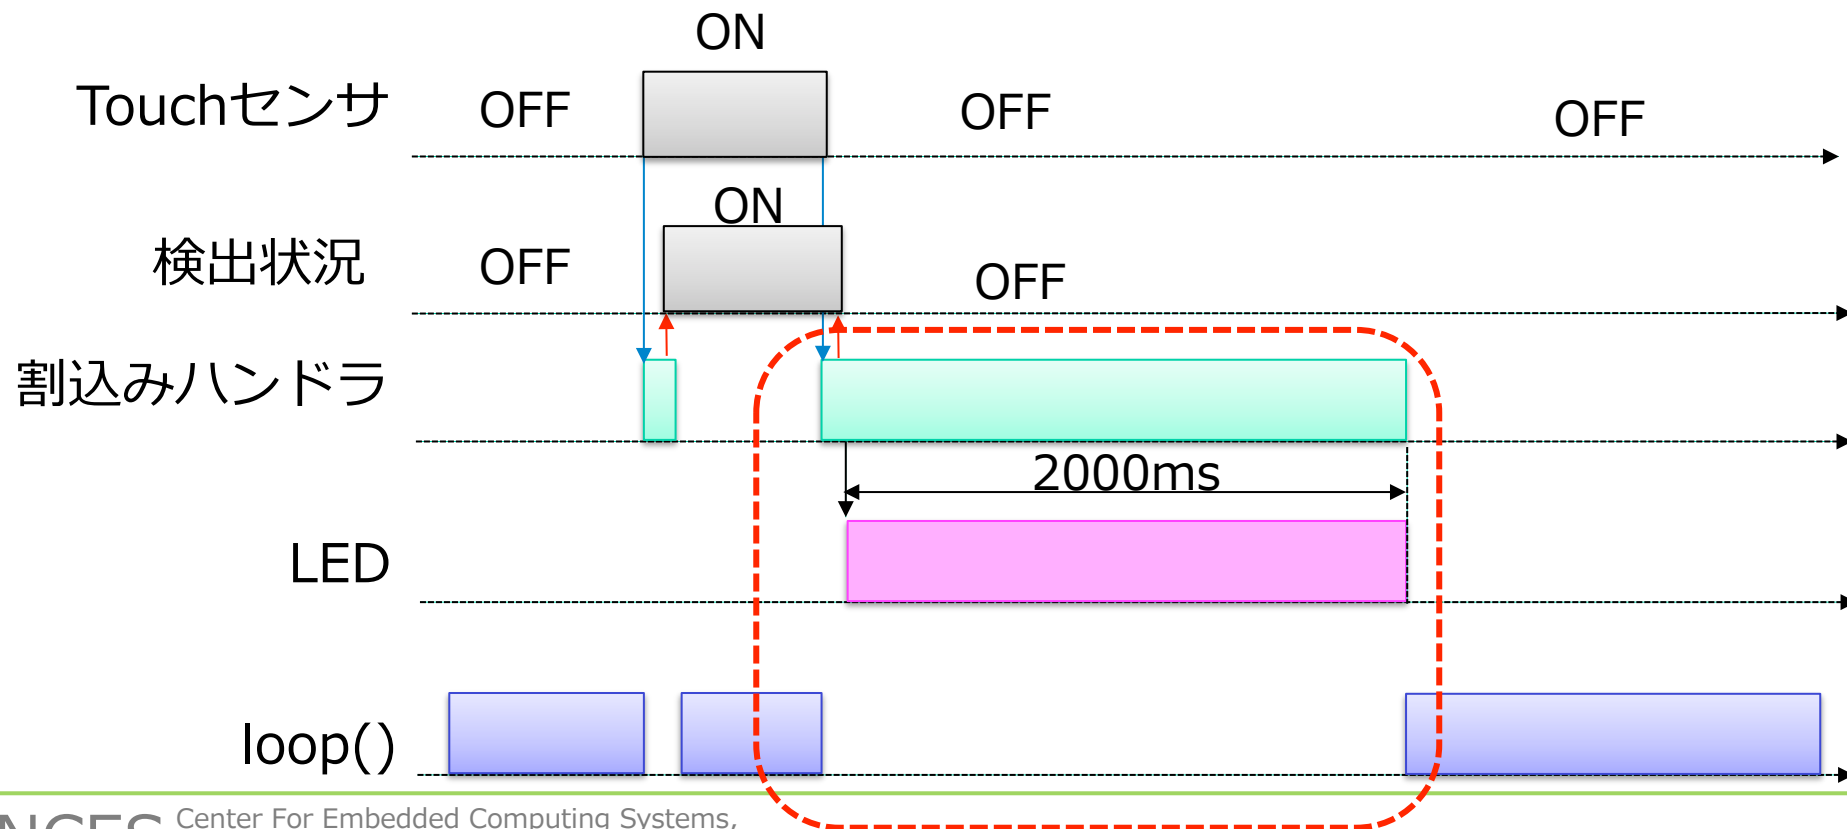 ON
Touchセンサ OFF OFF OFF
ON
検出状況 OFF OFF
割込みハンドラ
2000ms
LED
loop()
Center For Embedded Computing Systems,